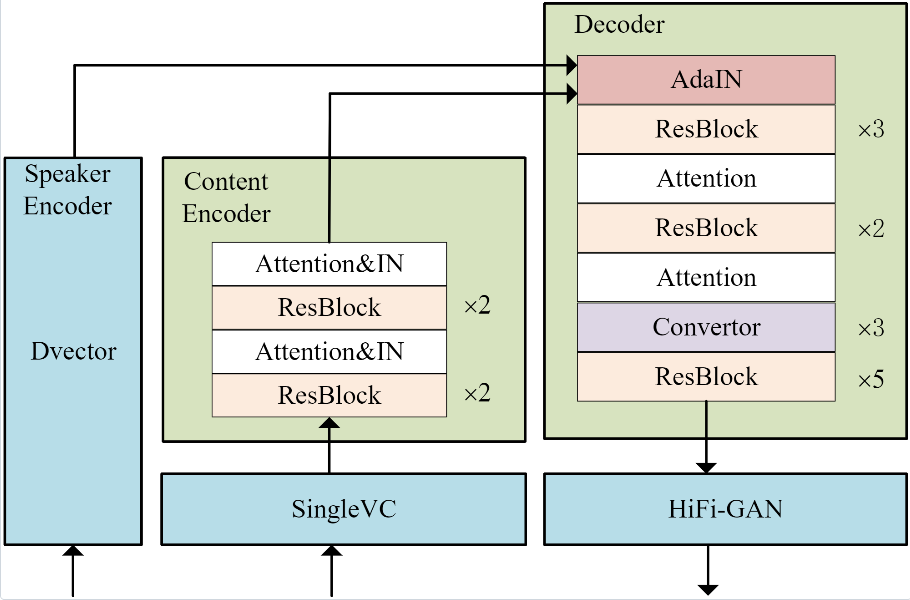 Speaker
Encoder
Dvector
Content
Encoder
Attention&IN
ResBlock ×2
Attention&IN
ResBlock ×2
SingleVC
Decoder
AdaIN
ResBlock ×3
Attention
ResBlock ×2
Attention
Convertor ×3
ResBlock ×5
HiFi-GAN